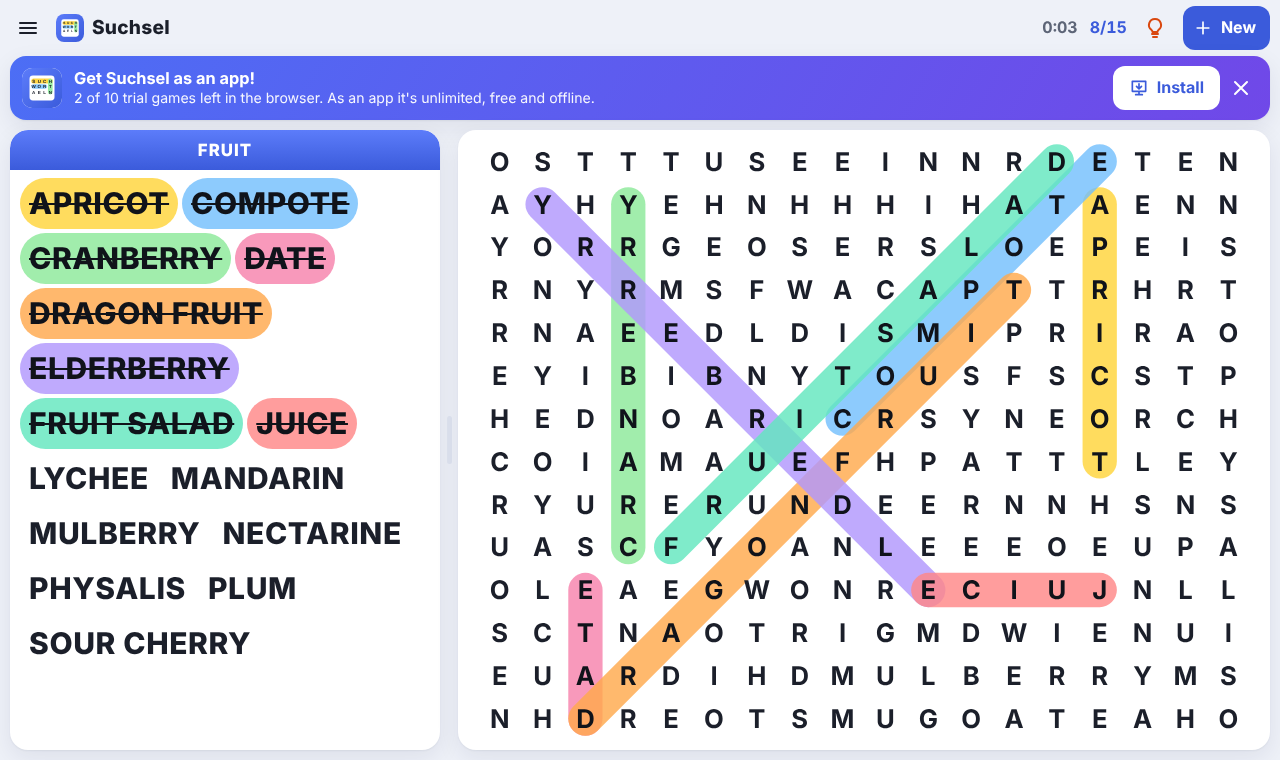 Suchsel
0:03 8/15 New
Get Suchsel as an app!
2 of 10 trial games left in the browser. As an app it's unlimited, free and offline.
Install
FRUIT
APRICOT COMPOTE
CRANBERRY DATE
DRAGON FRUIT
ELDERBERRY
FRUIT SALAD JUICE
LYCHEE MANDARIN
MULBERRY NECTARINE
PHYSALIS PLUM
SOUR CHERRY
O S T T T U S E E I N N R D E T E N
A Y H Y E H N H H H I H A T A E N N
Y O R R G E O S E R S L O E P E I S
R N Y R M S F W A C A P T T R H R T
R N A E E D L D I S M I P R I R A O
E Y I B I B N Y T O U S F S C S T P
H E D N O A R I C R S Y N E O R C H
C O I A M A U E F H P A T T T L E Y
R Y U R E R U N D E E R N N H S N S
U A S C F Y O A N L E E E O E U P A
O L E A E G W O N R E C I U J N L L
S C T N A O T R I G M D W I E N U I
E U A R D I H D M U L B E R R Y M S
N H D R E O T S M U G O A T E A H O